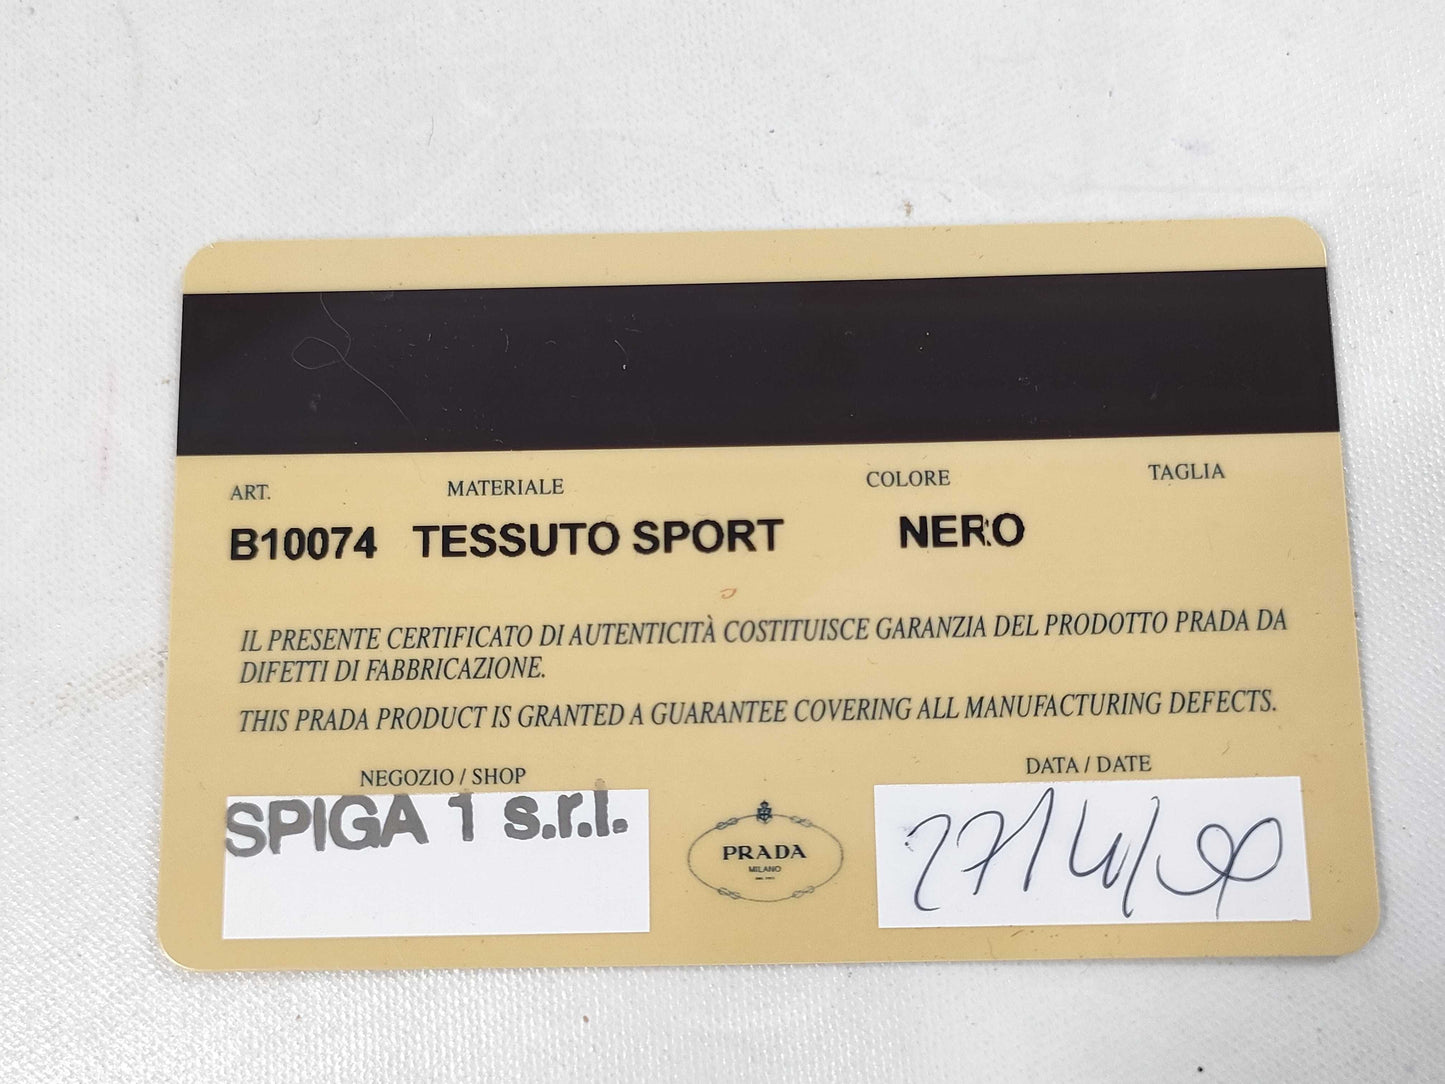 ART. MATERIALE COLORE TAGLIA
B10074 TESSUTO SPORT NERO
IL PRESENTE CERTIFICATO DI AUTENTICITÀ COSTITUISCE GARANZIA DEL PRODOTTO PRADA DA
DIFETTI DI FABBRICAZIONE.
THIS PRADA PRODUCT IS GRANTED A GUARANTEE COVERING ALL MANUFACTURING DEFECTS.
NEGOZIO / SHOP
SPIGA 1 s.r.l.
PRADA
MILANO
DATA / DATE
27/4/